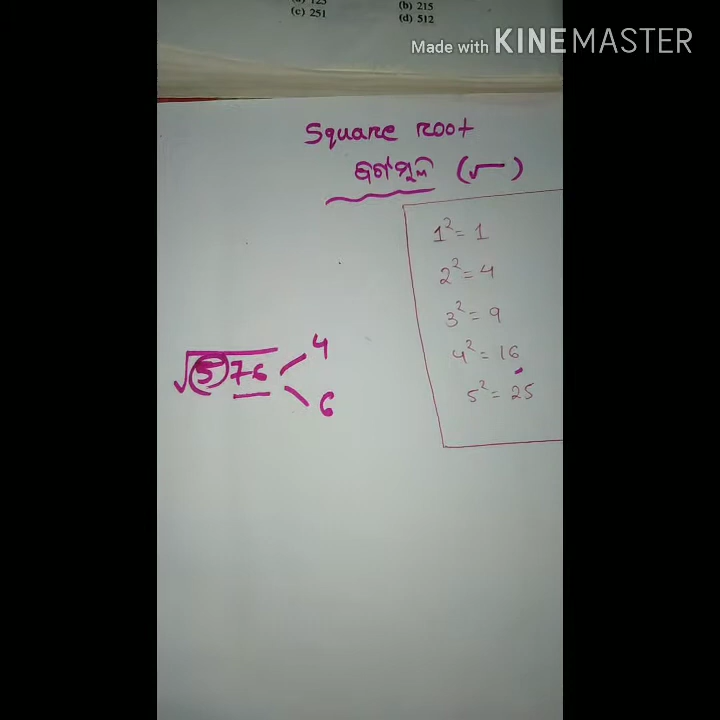 (c) 251
(b) 215
(d) 512
Made with KINEMASTER
Square root
ବର୍ଗମୂଳ (√)
1² = 1
2² = 4
3² = 9
4² = 16
5² = 25
√576
4
6